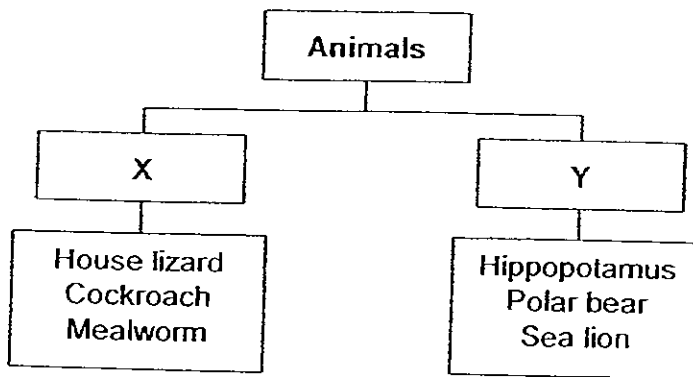 Animals
X
Y
House lizard
Cockroach
Mealworm
Hippopotamus
Polar bear
Sea lion